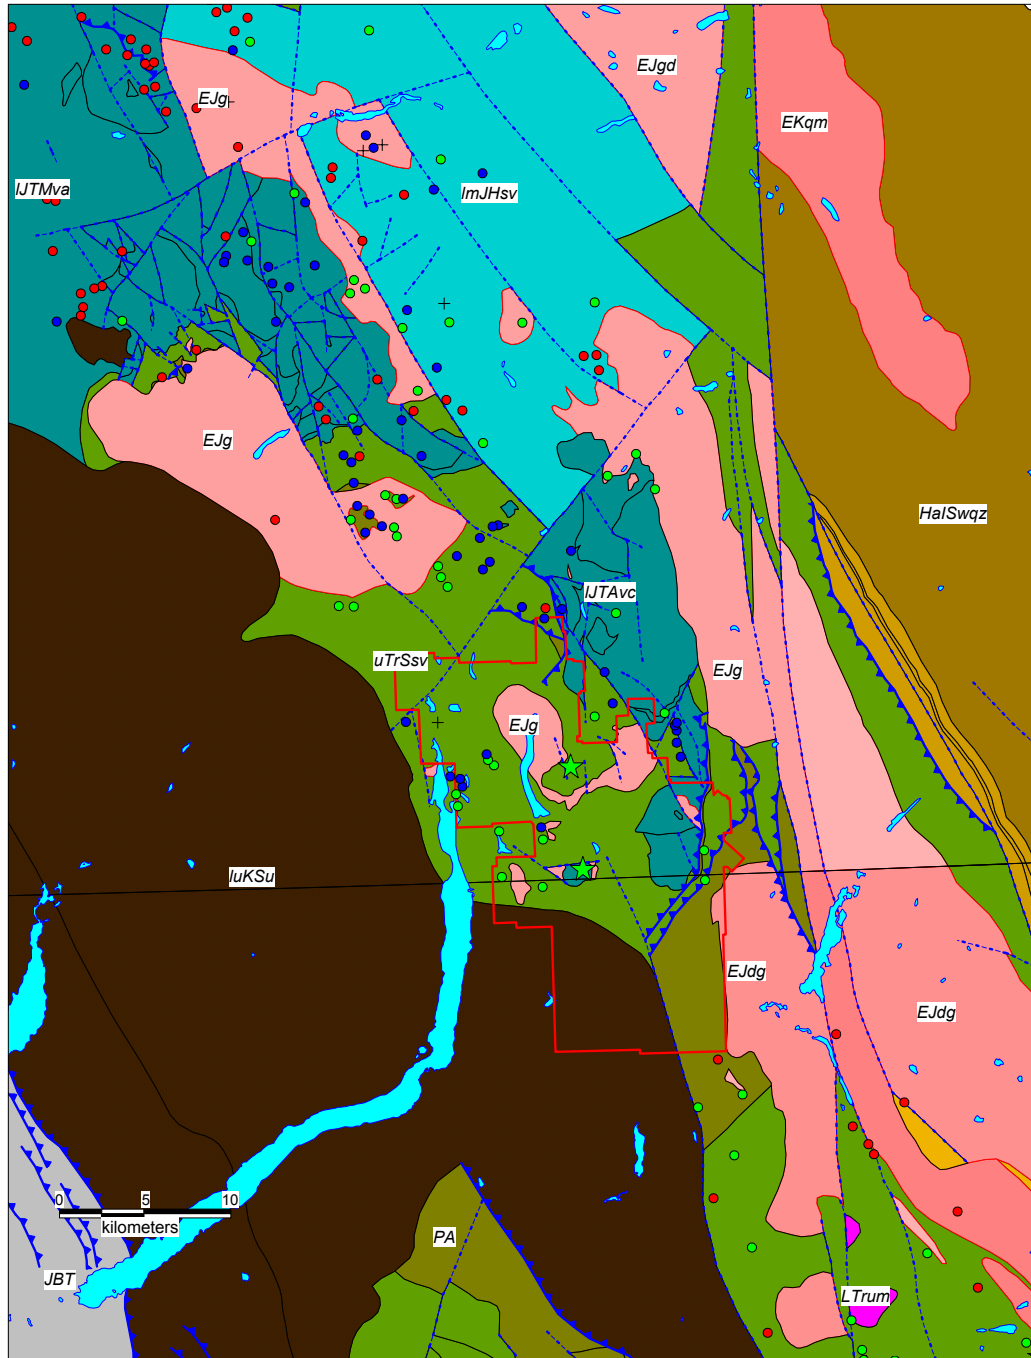 EJgd
EJg
EKqm
lJTMva
lmJHsv
EJg
HalSwqz
lJTAvc
uTrSsv
EJg
EJg
luKSu
EJdg
EJdg
0 5 10
kilometers
PA
JBT
LTrum